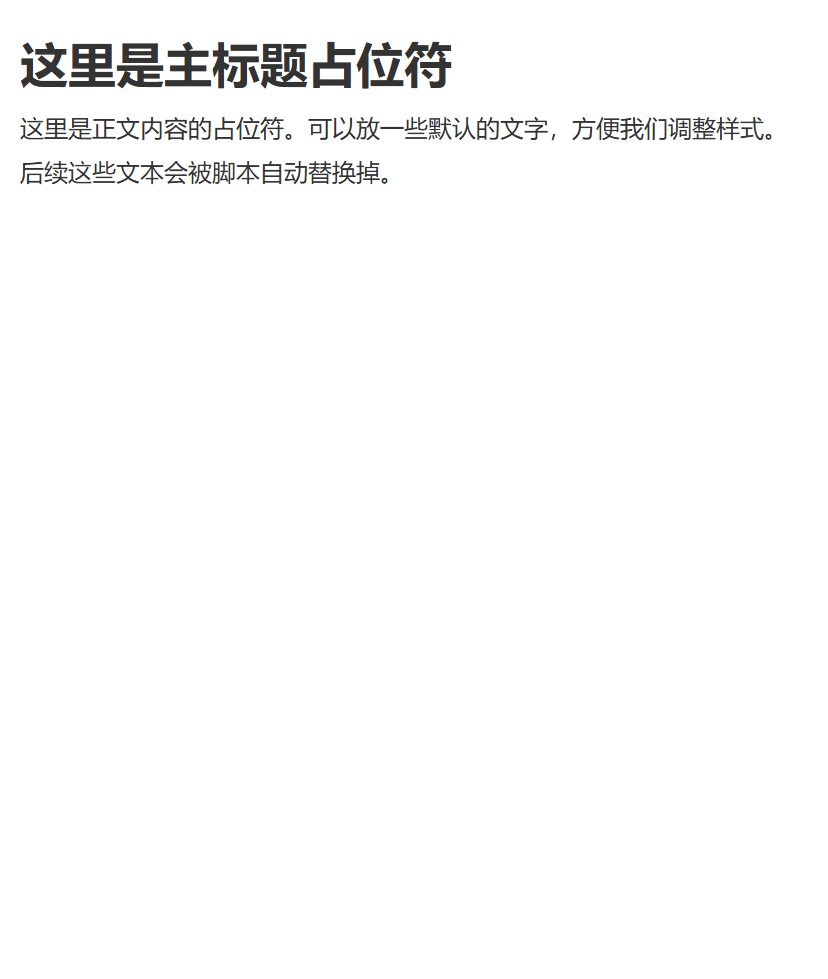 这里是主标题占位符
这里是正文内容的占位符。可以放一些默认的文字，方便我们调整样式。
后续这些文本会被脚本自动替换掉。